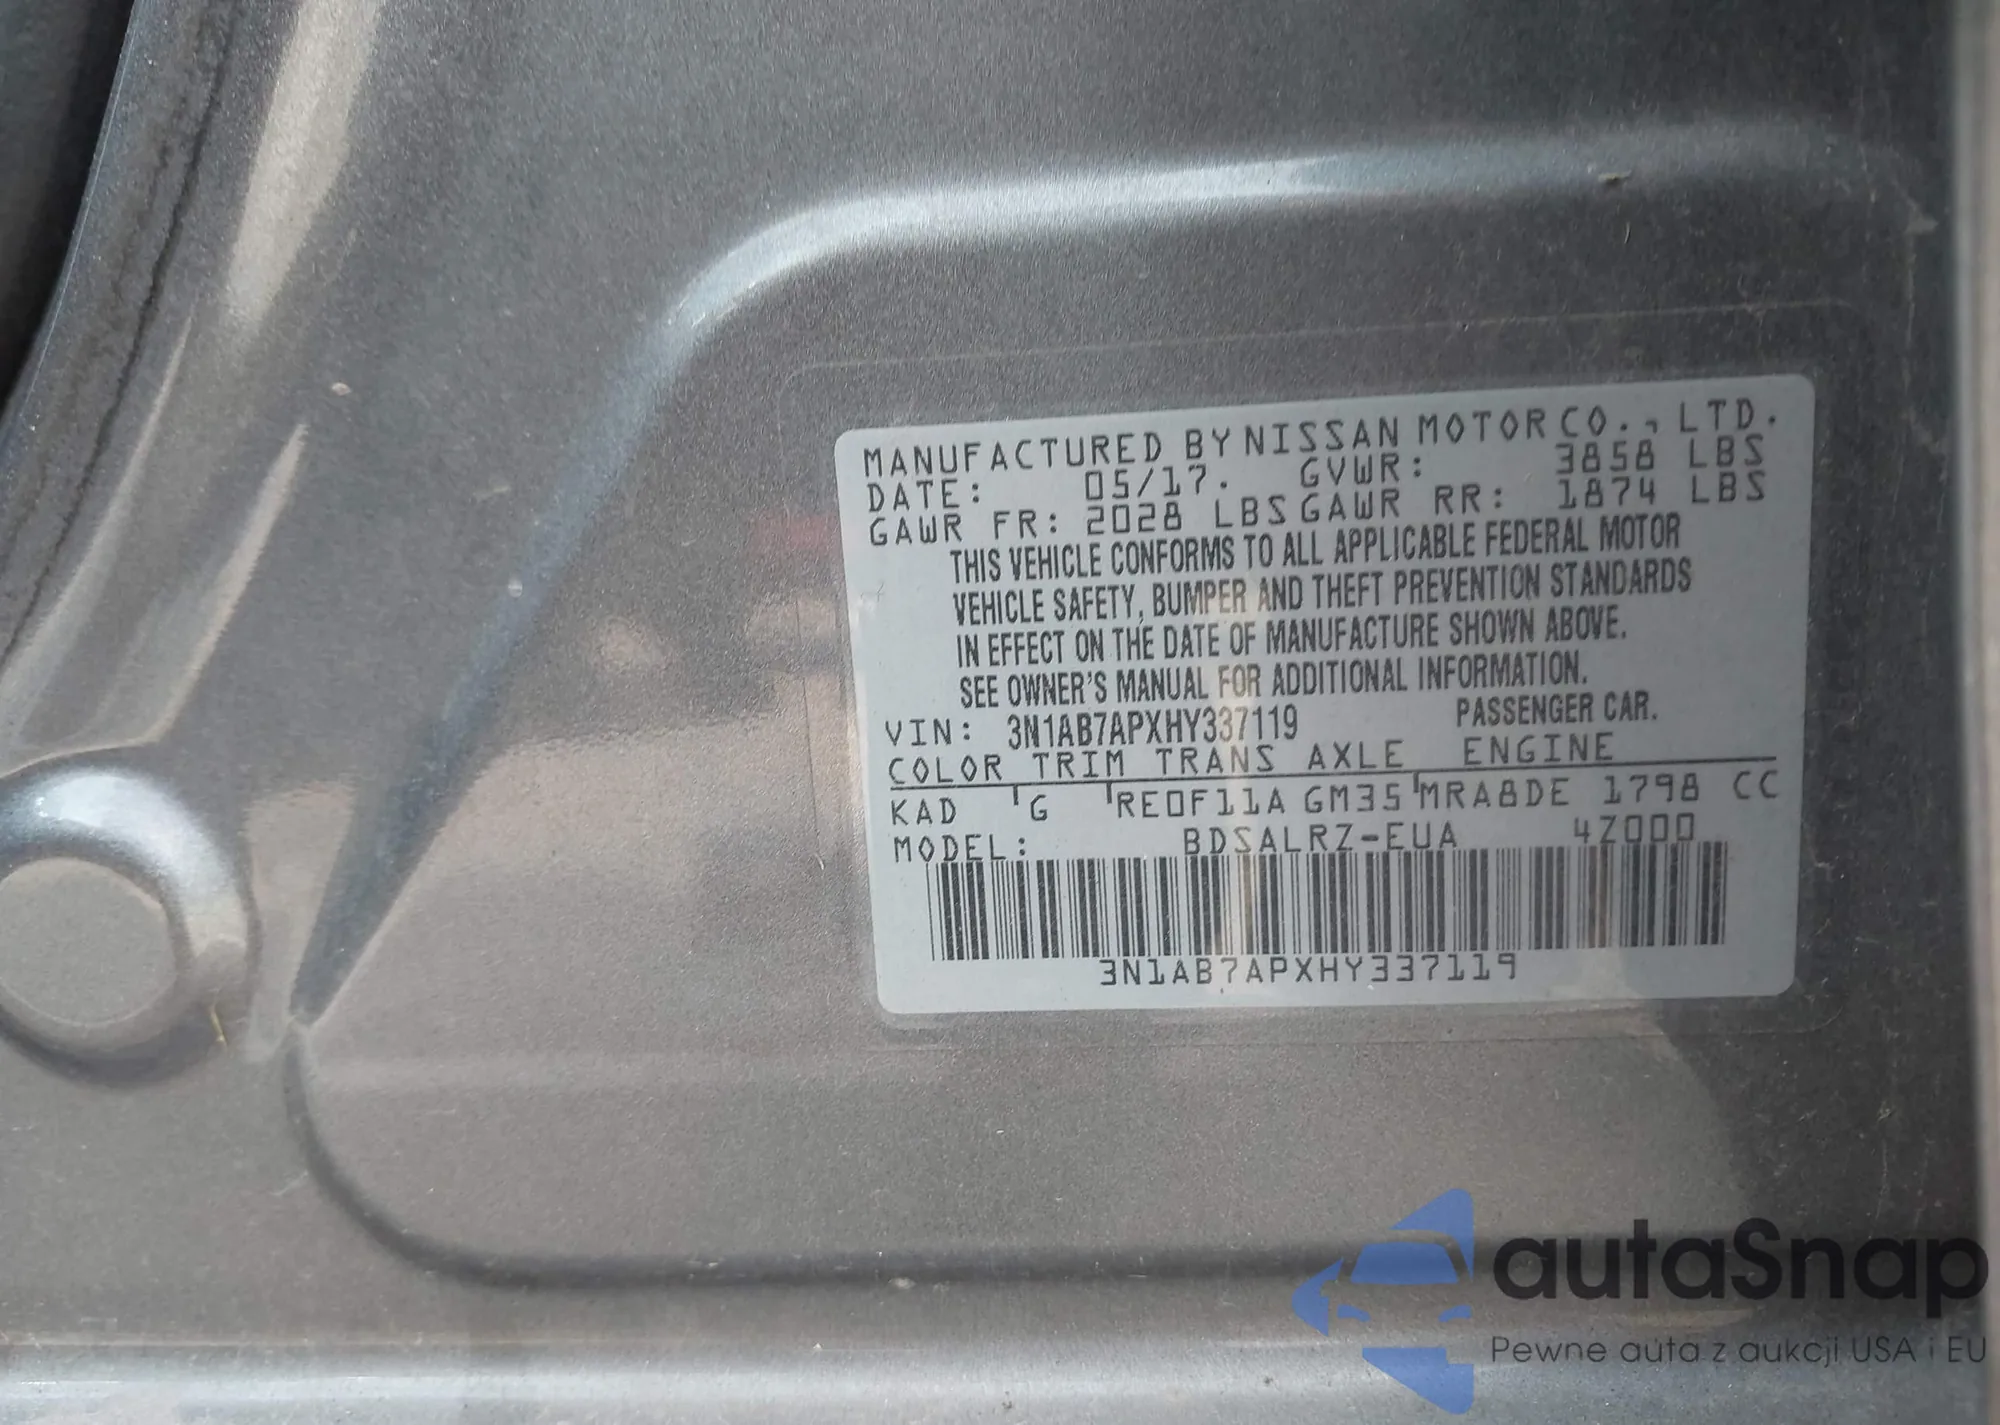 MANUFACTURED BY NISSAN MOTOR CO., LTD.
DATE: 05/17. GVWR: 3858 LBS
GAWR FR: 2028 LBS GAWR RR: 1874 LBS
THIS VEHICLE CONFORMS TO ALL APPLICABLE FEDERAL MOTOR
VEHICLE SAFETY, BUMPER AND THEFT PREVENTION STANDARDS
IN EFFECT ON THE DATE OF MANUFACTURE SHOWN ABOVE.
SEE OWNER'S MANUAL FOR ADDITIONAL INFORMATION.
VIN: 3N1AB7APXHY337119 PASSENGER CAR.
COLOR TRIM TRANS AXLE ENGINE
KAD G RE0F11A GM35 MRA8DE 1798 CC
MODEL: BDSALRZ-EUA 4Z000
3N1AB7APXHY337119
autaSnap
Pewne auta z aukcji USA i EU